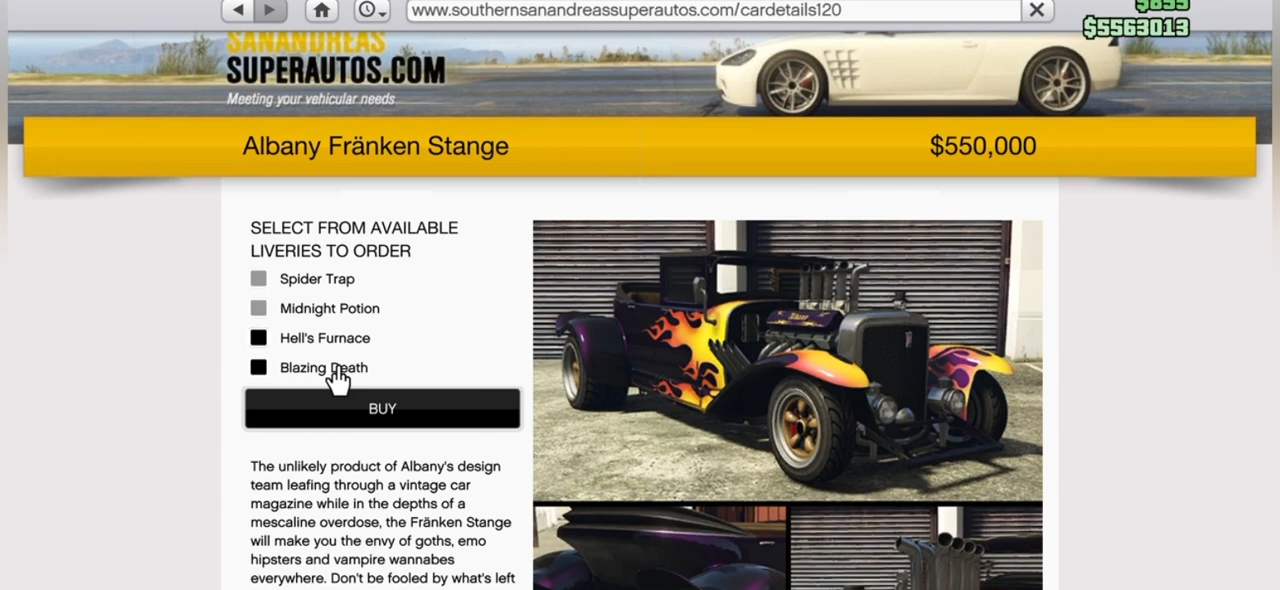 www.southernsanandreassuperautos.com/cardetails120
$5563013
SANANDREAS
SUPERAUTOS.COM
Meeting your vehicular needs
Albany Fränken Stange
$550,000
SELECT FROM AVAILABLE
LIVERIES TO ORDER
Spider Trap
Midnight Potion
Hell's Furnace
Blazing Death
BUY
The unlikely product of Albany's design
team leafing through a vintage car
magazine while in the depths of a
mescaline overdose, the Fränken Stange
will make you the envy of goths, emo
hipsters and vampire wannabes
everywhere. Don't be fooled by what's left